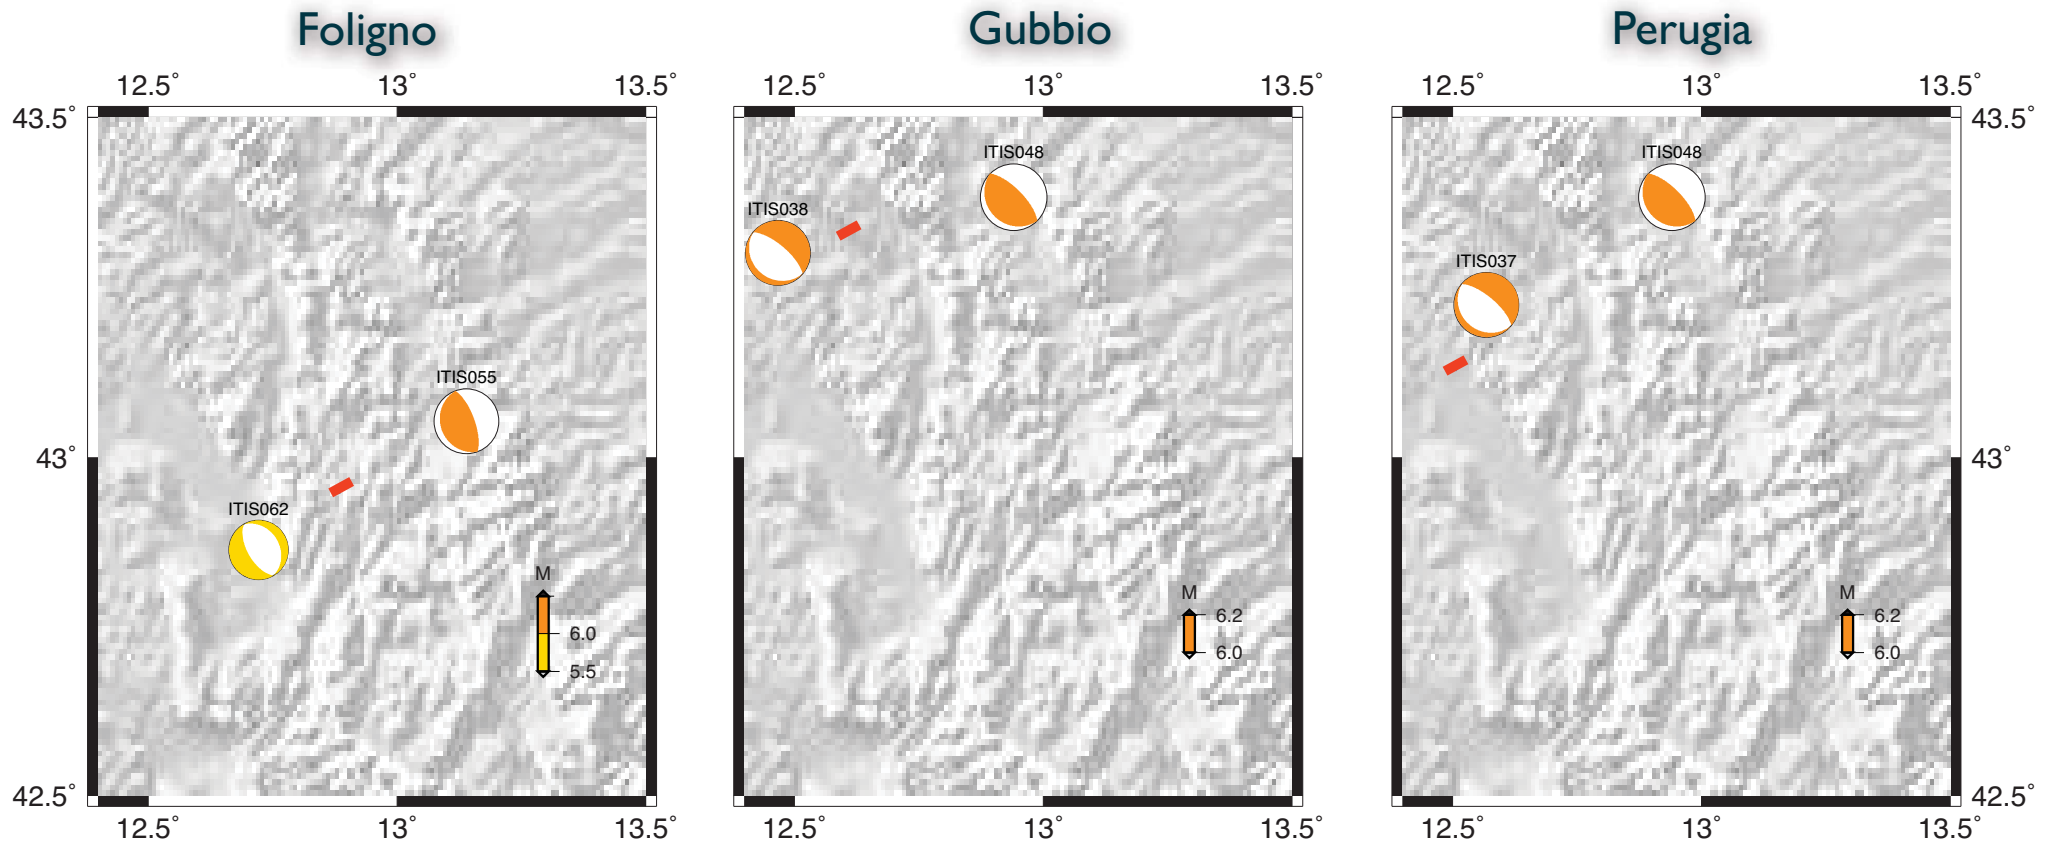 Foligno Gubbio Perugia
12.5° 13° 13.5° 12.5° 13° 13.5° 12.5° 13° 13.5°
43.5° 43.5°
ITIS048 ITIS048
ITIS038
ITIS037
ITIS055
43° 43°
ITIS062
M
M M
6.2 6.2
6.0
6.0 6.0
5.5
42.5° 42.5°
12.5° 13° 13.5° 12.5° 13° 13.5° 12.5° 13° 13.5°